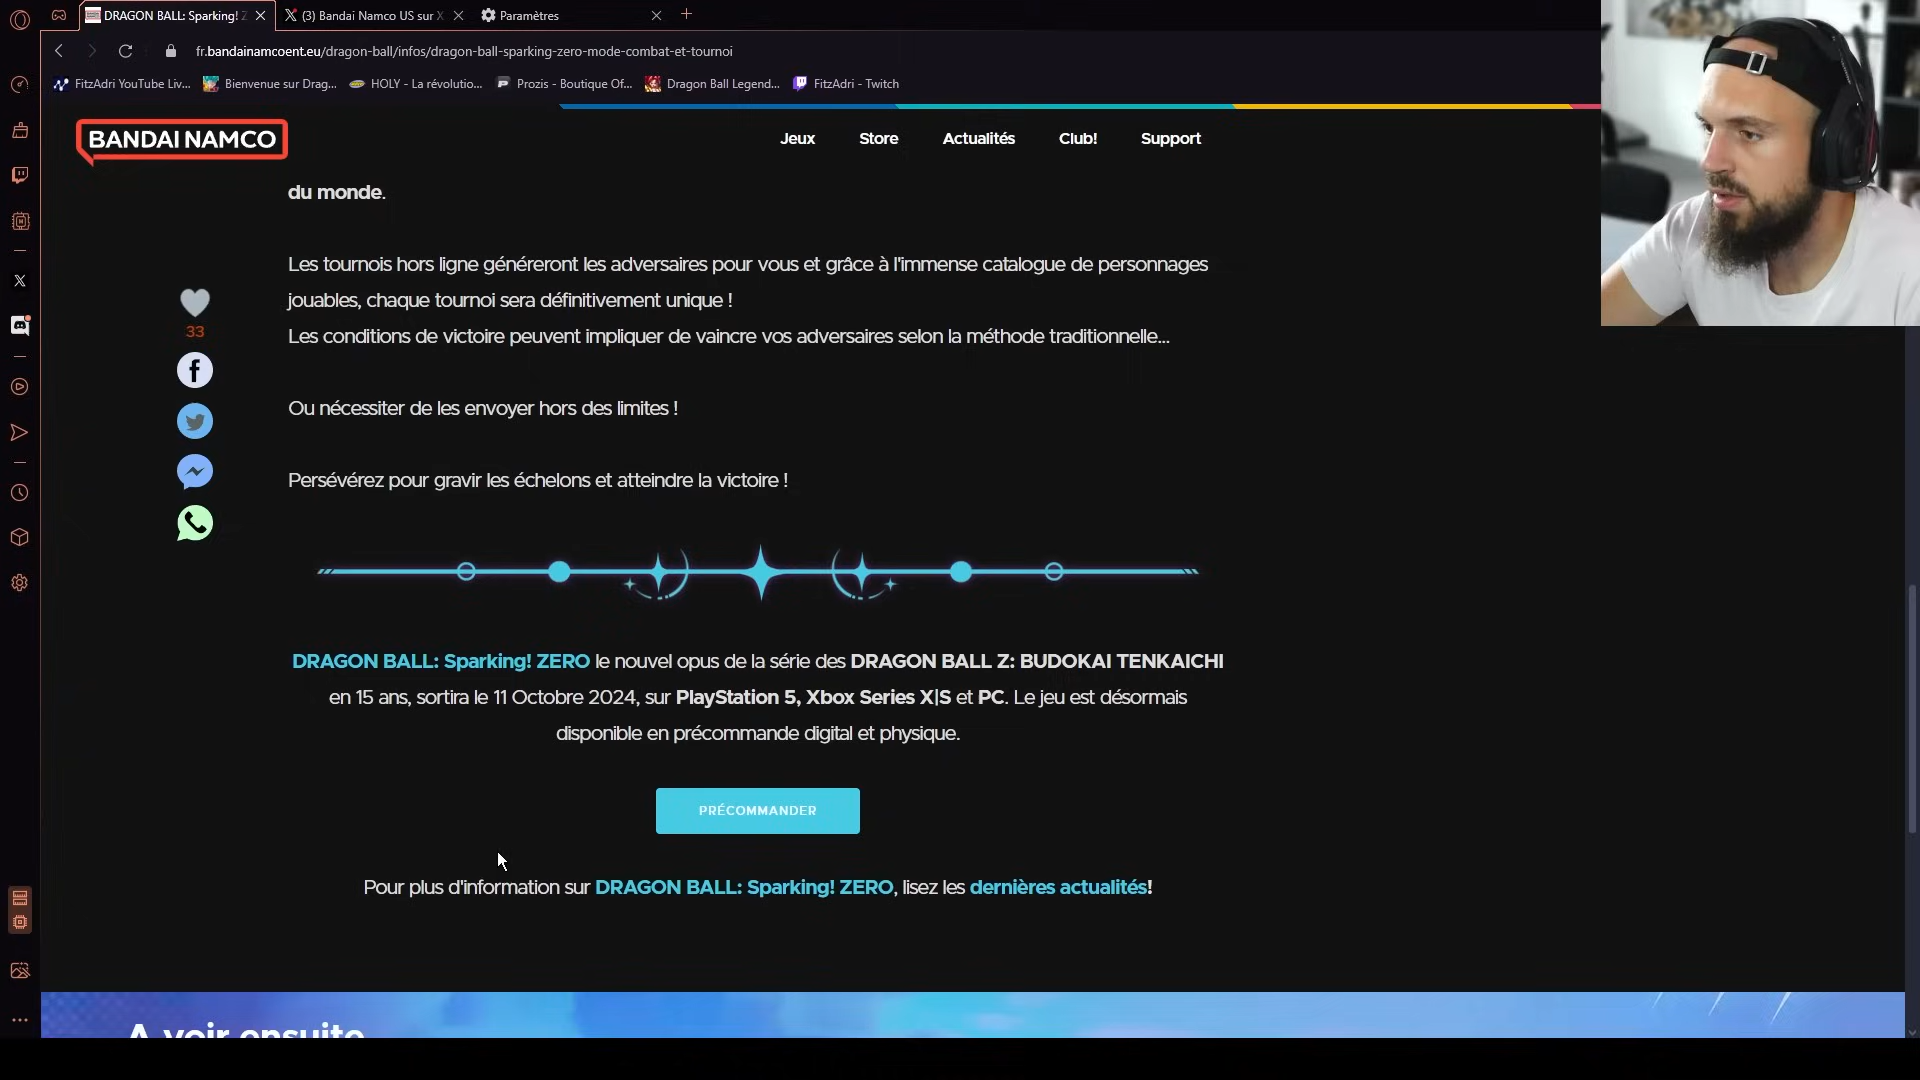 DRAGON BALL: Sparking! Z
(3) Bandai Namco US sur X
Paramètres
fr.bandainamcoent.eu/dragon-ball/infos/dragon-ball-sparking-zero-mode-combat-et-tournoi
FitzAdri YouTube Liv...
Bienvenue sur Drag...
HOLY - La révolutio...
Prozis - Boutique Of...
Dragon Ball Legend...
FitzAdri - Twitch
BANDAI NAMCO
Jeux
Store
Actualités
Club!
Support
du monde.
Les tournois hors ligne généreront les adversaires pour vous et grâce à l'immense catalogue de personnages
jouables, chaque tournoi sera définitivement unique !
Les conditions de victoire peuvent impliquer de vaincre vos adversaires selon la méthode traditionnelle...
33
Ou nécessiter de les envoyer hors des limites !
Persévérez pour gravir les échelons et atteindre la victoire !
DRAGON BALL: Sparking! ZERO le nouvel opus de la série des DRAGON BALL Z: BUDOKAI TENKAICHI
en 15 ans, sortira le 11 Octobre 2024, sur PlayStation 5, Xbox Series X|S et PC. Le jeu est désormais
disponible en précommande digital et physique.
PRÉCOMMANDER
Pour plus d'information sur DRAGON BALL: Sparking! ZERO, lisez les dernières actualités!
A voir ensuite